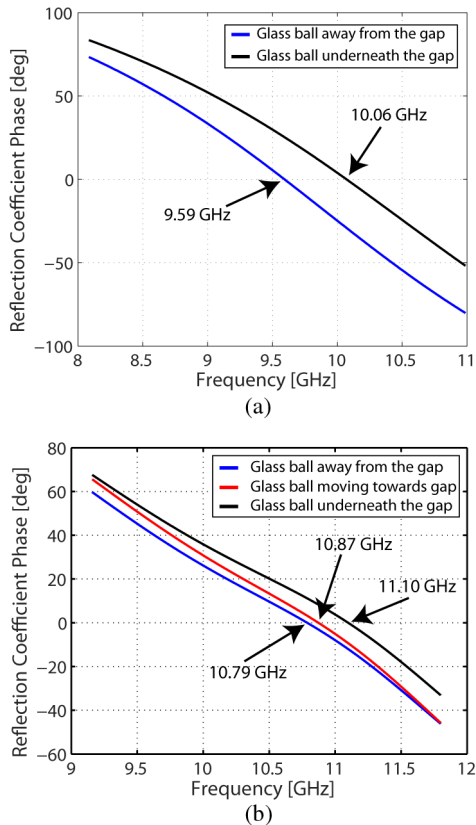 100
50
0
−50
−100
Reflection Coefficient Phase [deg]
Glass ball away from the gap
Glass ball underneath the gap
10.06 GHz
9.59 GHz
8
8.5
9
9.5
10
10.5
11
Frequency [GHz]
(a)
80
60
40
20
0
−20
−40
−60
Reflection Coefficient Phase [deg]
Glass ball away from the gap
Glass ball moving towards gap
Glass ball underneath the gap
10.87 GHz
11.10 GHz
10.79 GHz
9
9.5
10
10.5
11
11.5
12
Frequency [GHz]
(b)